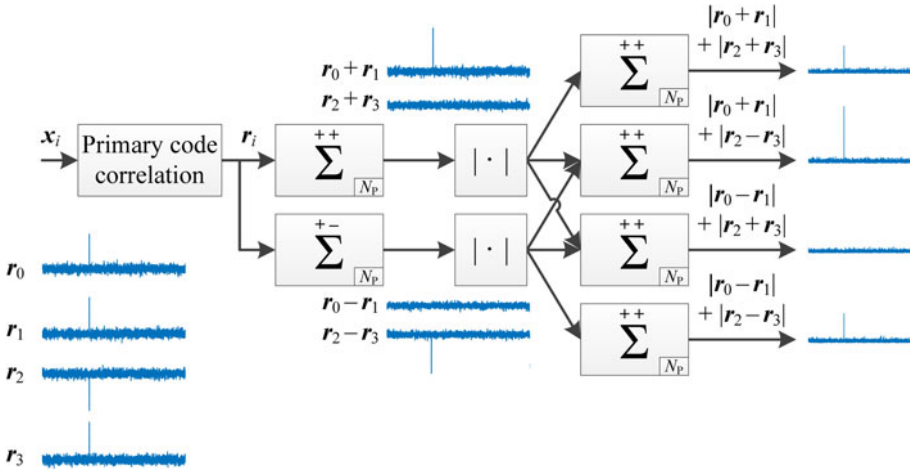 |r₀ + r₁|
+ |r₂ + r₃|
r₀ + r₁
r₂ + r₃
++
∑
Nₚ
xᵢ
Primary code
correlation
rᵢ
++
∑
Nₚ
| · |
++
∑
Nₚ
|r₀ + r₁|
+ |r₂ − r₃|
+−
∑
Nₚ
| · |
++
∑
Nₚ
|r₀ − r₁|
+ |r₂ + r₃|
r₀ − r₁
r₂ − r₃
++
∑
Nₚ
|r₀ − r₁|
+ |r₂ − r₃|
r₀
r₁
r₂
r₃